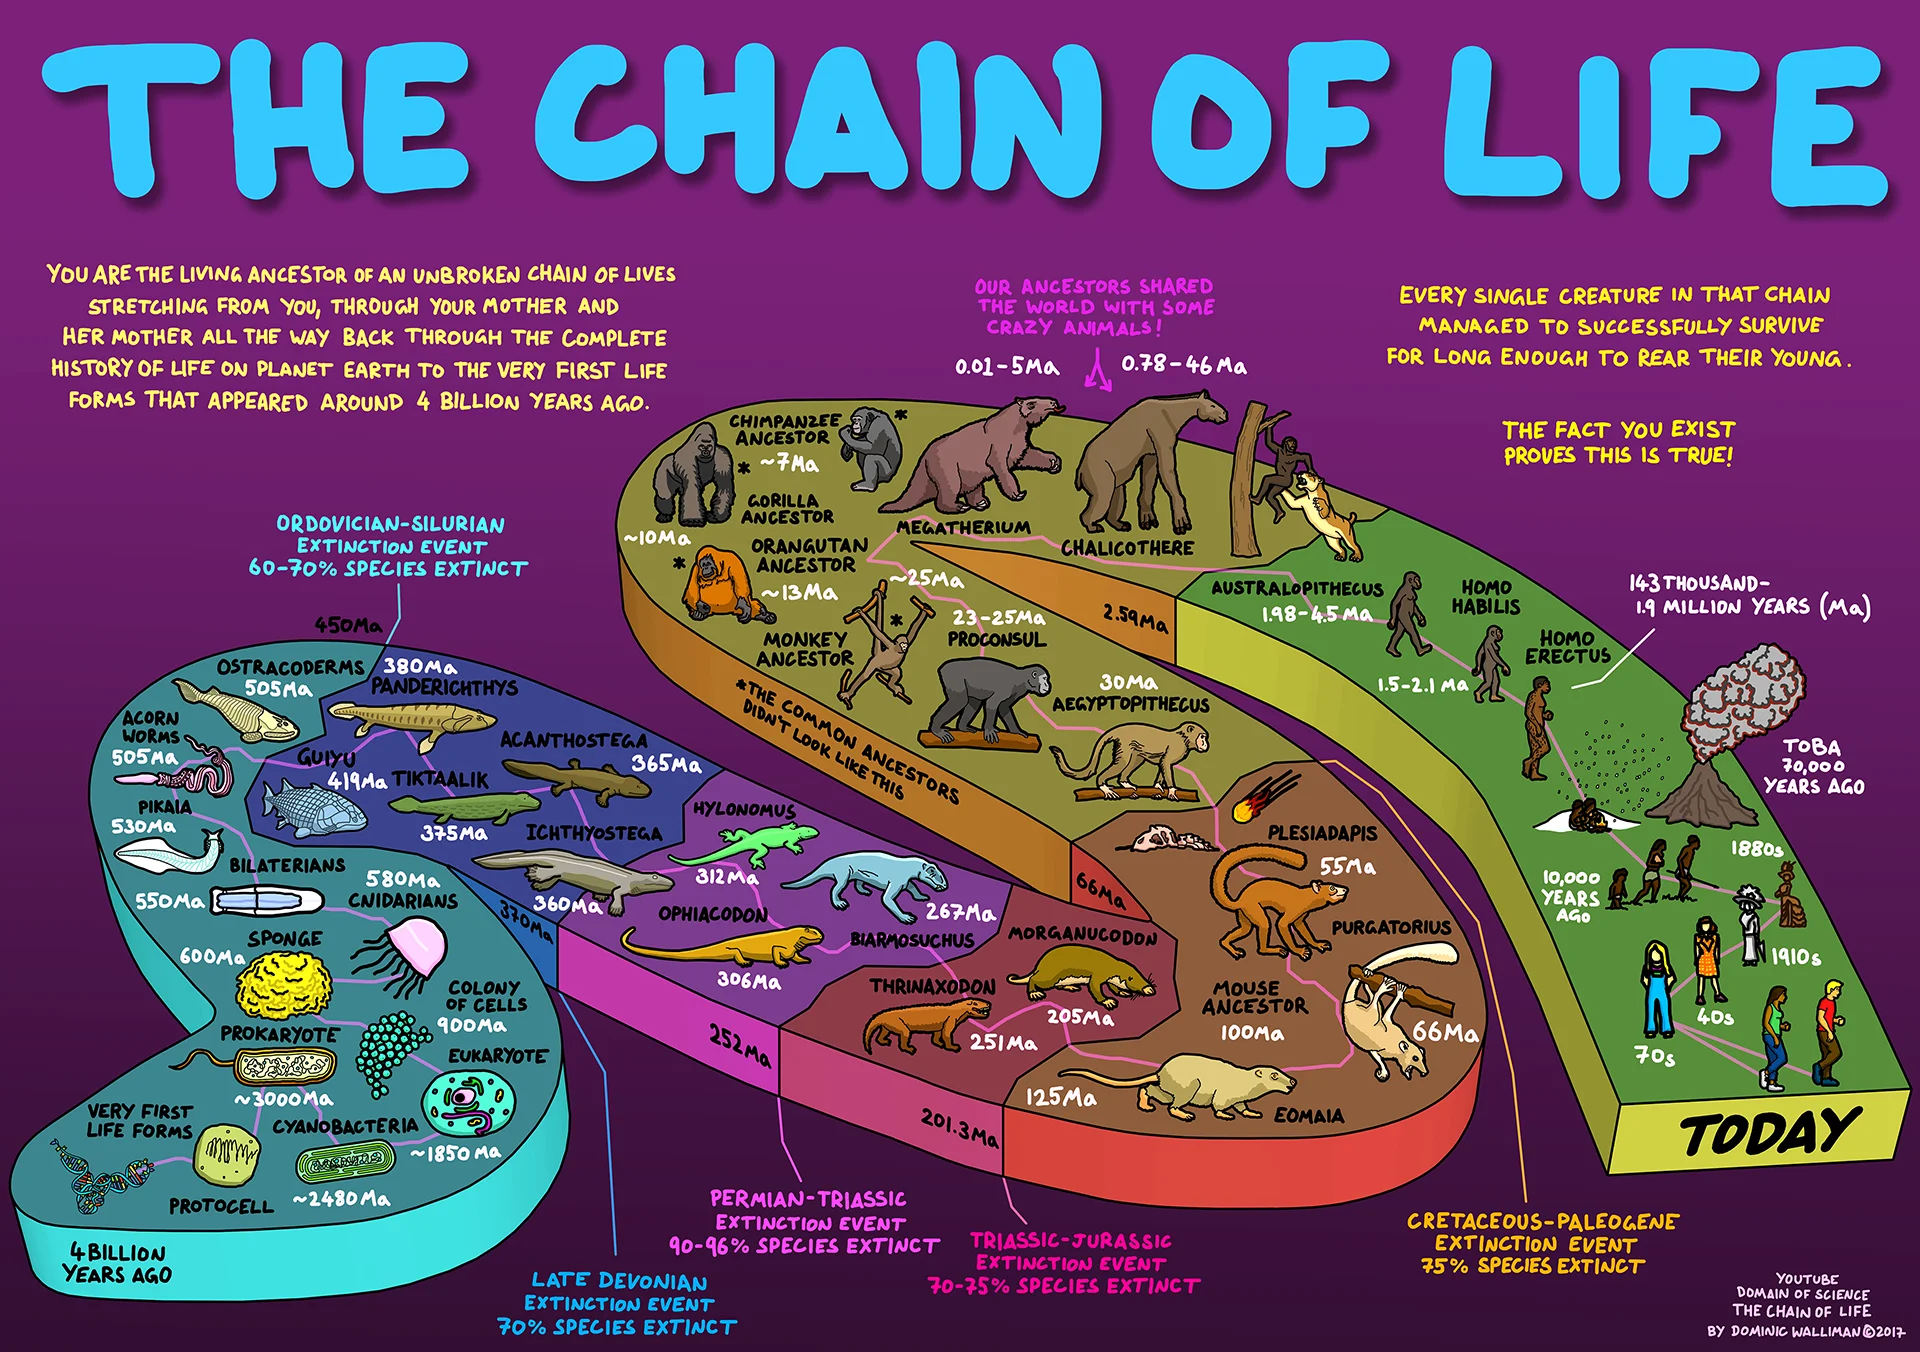 THE CHAIN OF LIFE
YOU ARE THE LIVING ANCESTOR OF AN UNBROKEN CHAIN OF LIVES
STRETCHING FROM YOU, THROUGH YOUR MOTHER AND
HER MOTHER ALL THE WAY BACK THROUGH THE COMPLETE
HISTORY OF LIFE ON PLANET EARTH TO THE VERY FIRST LIFE
FORMS THAT APPEARED AROUND 4 BILLION YEARS AGO.
OUR ANCESTORS SHARED
THE WORLD WITH SOME
CRAZY ANIMALS!
0.01-5Ma
0.78-46Ma
EVERY SINGLE CREATURE IN THAT CHAIN
MANAGED TO SUCCESSFULLY SURVIVE
FOR LONG ENOUGH TO REAR THEIR YOUNG.
THE FACT YOU EXIST
PROVES THIS IS TRUE!
CHIMPANZEE
ANCESTOR
*
~7Ma
*
GORILLA
ANCESTOR
~10Ma
MEGATHERIUM
CHALICOTHERE
ORANGUTAN
ANCESTOR
*
~13Ma
~25Ma
*
MONKEY
ANCESTOR
23-25Ma
PROCONSUL
30Ma
AEGYPTOPITHECUS
*THE COMMON ANCESTORS
DIDN'T LOOK LIKE THIS
2.59Ma
AUSTRALOPITHECUS
1.98-4.5Ma
HOMO
HABILIS
1.5-2.1 Ma
HOMO
ERECTUS
143 THOUSAND-
1.9 MILLION YEARS (Ma)
TOBA
70,000
YEARS AGO
10,000
YEARS
AGO
1880s
1910s
40s
70s
TODAY
ORDOVICIAN-SILURIAN
EXTINCTION EVENT
60-70% SPECIES EXTINCT
450Ma
OSTRACODERMS
505Ma
380Ma
PANDERICHTHYS
ACORN
WORMS
505Ma
GUIYU
419Ma
TIKTAALIK
375Ma
ACANTHOSTEGA
365Ma
ICHTHYOSTEGA
360Ma
PIKAIA
530Ma
BILATERIANS
550Ma
580Ma
CNIDARIANS
SPONGE
600Ma
COLONY
OF CELLS
900Ma
PROKARYOTE
~3000Ma
EUKARYOTE
~1850Ma
VERY FIRST
LIFE FORMS
CYANOBACTERIA
~2480Ma
PROTOCELL
4 BILLION
YEARS AGO
370Ma
HYLONOMUS
312Ma
OPHIACODON
306Ma
267Ma
BIARMOSUCHUS
252Ma
MORGANUCODON
205Ma
THRINAXODON
251Ma
201.3Ma
66Ma
PLESIADAPIS
55Ma
PURGATORIUS
66Ma
MOUSE
ANCESTOR
100Ma
125Ma
EOMAIA
LATE DEVONIAN
EXTINCTION EVENT
70% SPECIES EXTINCT
PERMIAN-TRIASSIC
EXTINCTION EVENT
90-96% SPECIES EXTINCT
TRIASSIC-JURASSIC
EXTINCTION EVENT
70-75% SPECIES EXTINCT
CRETACEOUS-PALEOGENE
EXTINCTION EVENT
75% SPECIES EXTINCT
YOUTUBE
DOMAIN OF SCIENCE
THE CHAIN OF LIFE
BY DOMINIC WALLIMAN ©2017